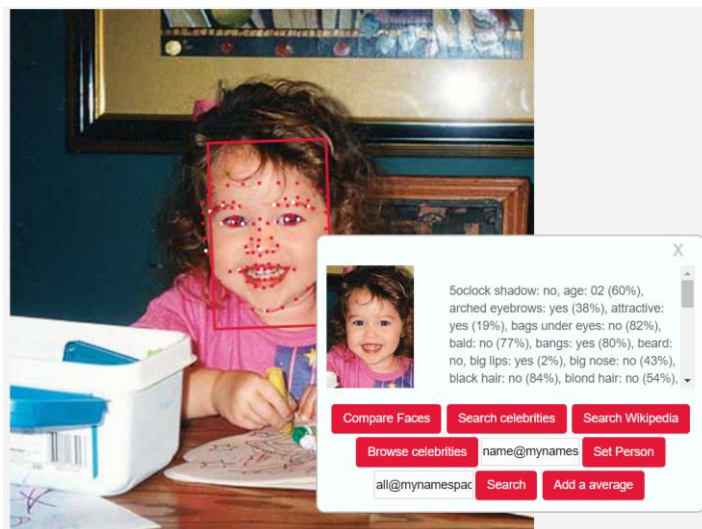 X
5oclock shadow: no, age: 02 (60%),
arched eyebrows: yes (38%), attractive:
yes (19%), bags under eyes: no (82%),
bald: no (77%), bangs: yes (80%), beard:
no, big lips: yes (2%), big nose: no (43%),
black hair: no (84%), blond hair: no (54%),
Compare Faces Search celebrities Search Wikipedia
Browse celebrities name@mynames Set Person
all@mynamespac Search Add a average